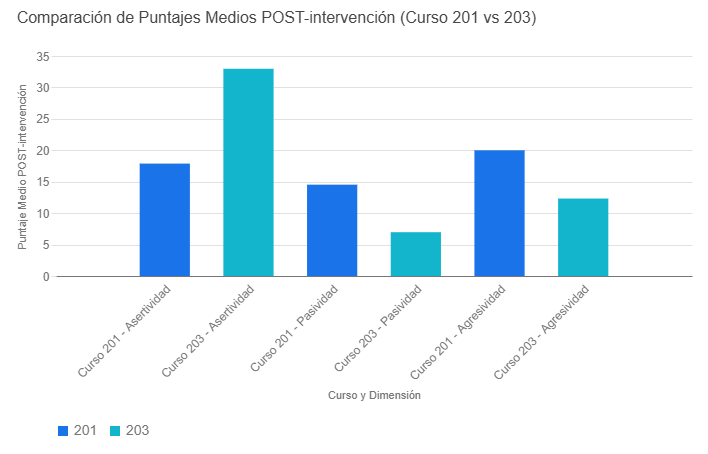 Comparación de Puntajes Medios POST-intervención (Curso 201 vs 203)
Puntaje Medio POST-intervención
35
30
25
20
15
10
5
0
Curso 201 - Asertividad
Curso 203 - Asertividad
Curso 201 - Pasividad
Curso 203 - Pasividad
Curso 201 - Agresividad
Curso 203 - Agresividad
Curso y Dimensión
201
203